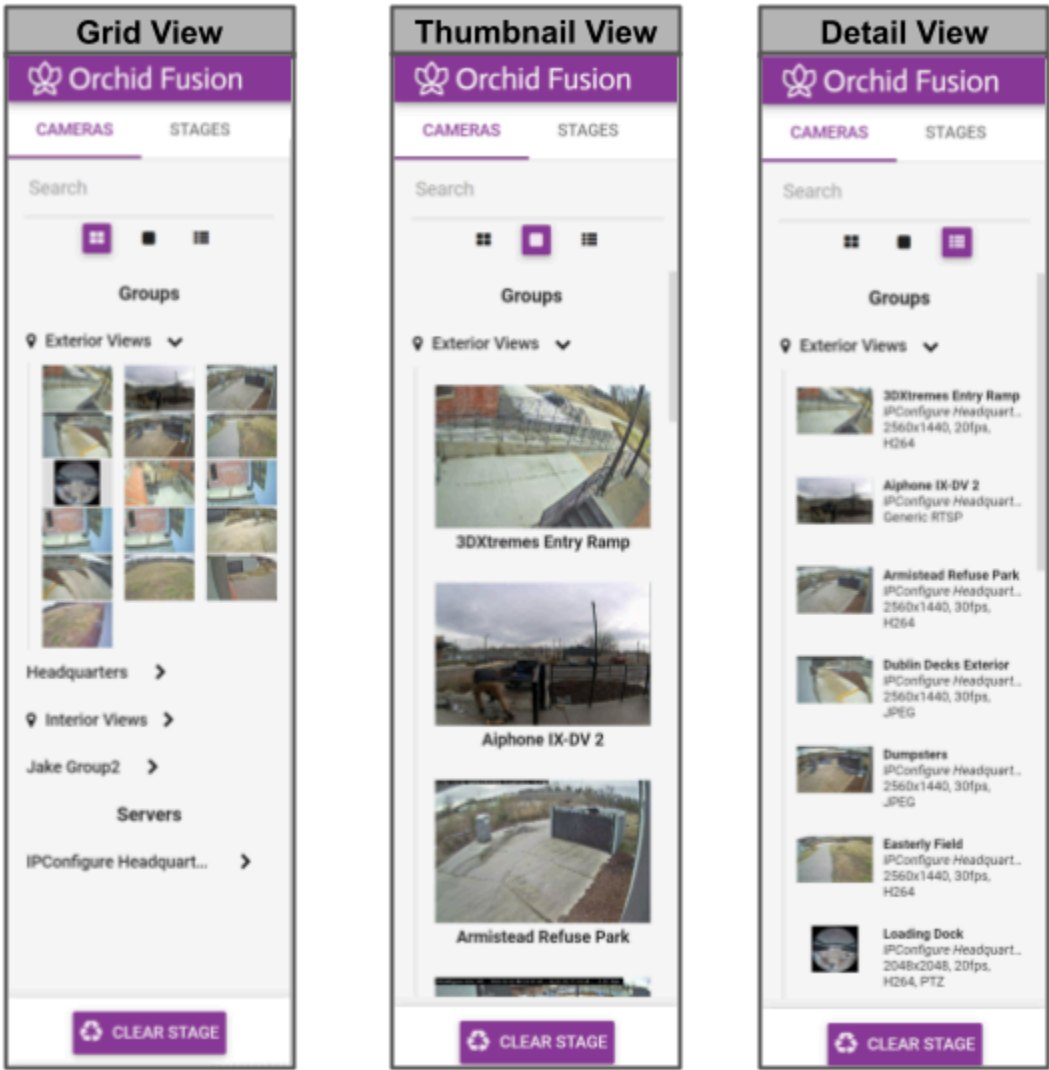 Grid View
Orchid Fusion
CAMERAS STAGES
Search
Groups
Exterior Views
Headquarters
Interior Views
Jake Group2
Servers
IPConfigure Headquart...
CLEAR STAGE
Thumbnail View
Orchid Fusion
CAMERAS STAGES
Search
Groups
Exterior Views
3DXtremes Entry Ramp
Aiphone IX-DV 2
Armistead Refuse Park
CLEAR STAGE
Detail View
Orchid Fusion
CAMERAS STAGES
Search
Groups
Exterior Views
3DXtremes Entry Ramp
IPConfigure Headquart...
2560x1440, 20fps,
H264
Aiphone IX-DV 2
IPConfigure Headquart...
Generic RTSP
Armistead Refuse Park
IPConfigure Headquart...
2560x1440, 30fps,
H264
Dublin Decks Exterior
IPConfigure Headquart...
2560x1440, 30fps,
JPEG
Dumpsters
IPConfigure Headquart...
2560x1440, 30fps,
JPEG
Easterly Field
IPConfigure Headquart...
2560x1440, 30fps,
H264
Loading Dock
IPConfigure Headquart...
2048x2048, 20fps,
H264, PTZ
CLEAR STAGE